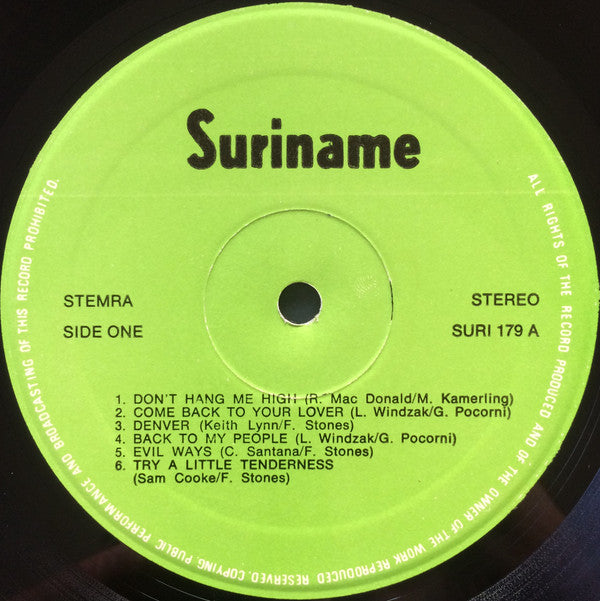 Suriname
STEMRA
STEREO
SIDE ONE
SURI 179 A
1. DON'T HANG ME HIGH (R. Mac Donald/M. Kamerling)
2. COME BACK TO YOUR LOVER (L. Windzak/G. Pocorni)
3. DENVER (Keith Lynn/F. Stones)
4. BACK TO MY PEOPLE (L. Windzak/G. Pocorni)
5. EVIL WAYS (C. Santana/F. Stones)
6. TRY A LITTLE TENDERNESS
(Sam Cooke/F. Stones)
ALL RIGHTS OF THE RECORD PRODUCED AND OF THE OWNER OF THE WORK REPRODUCED RESERVED. COPYING, PUBLIC PERFORMANCE AND BROADCASTING OF THIS RECORD PROHIBITED.